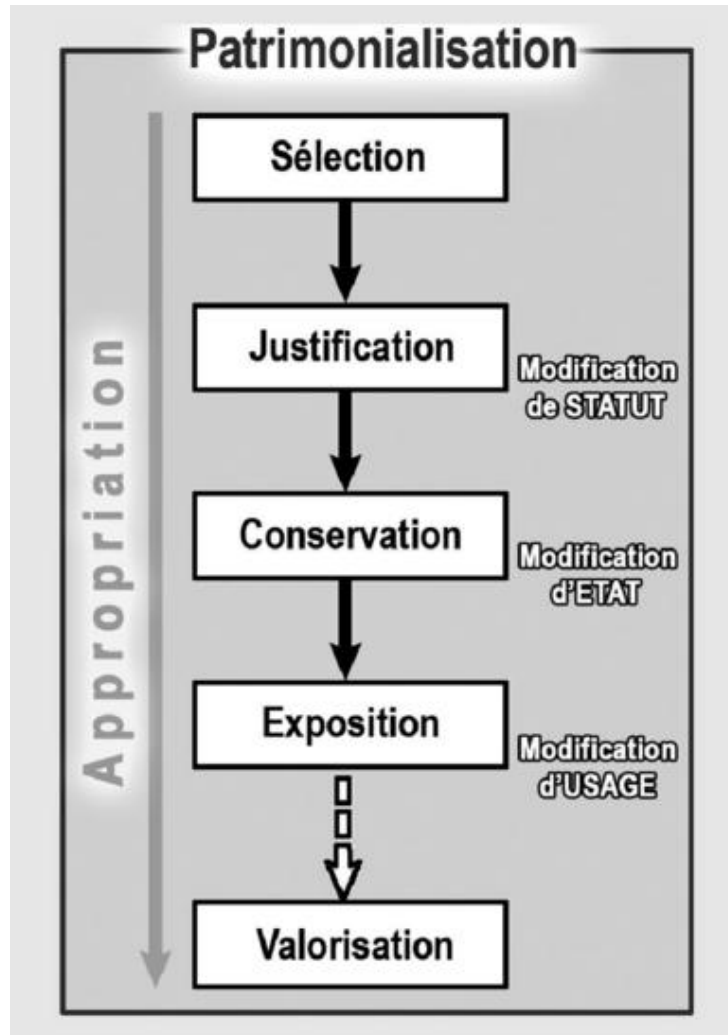 Patrimonialisation
Sélection
Justification
Modification
de STATUT
Conservation
Modification
d'ETAT
Exposition
Modification
d'USAGE
Valorisation
Appropriation